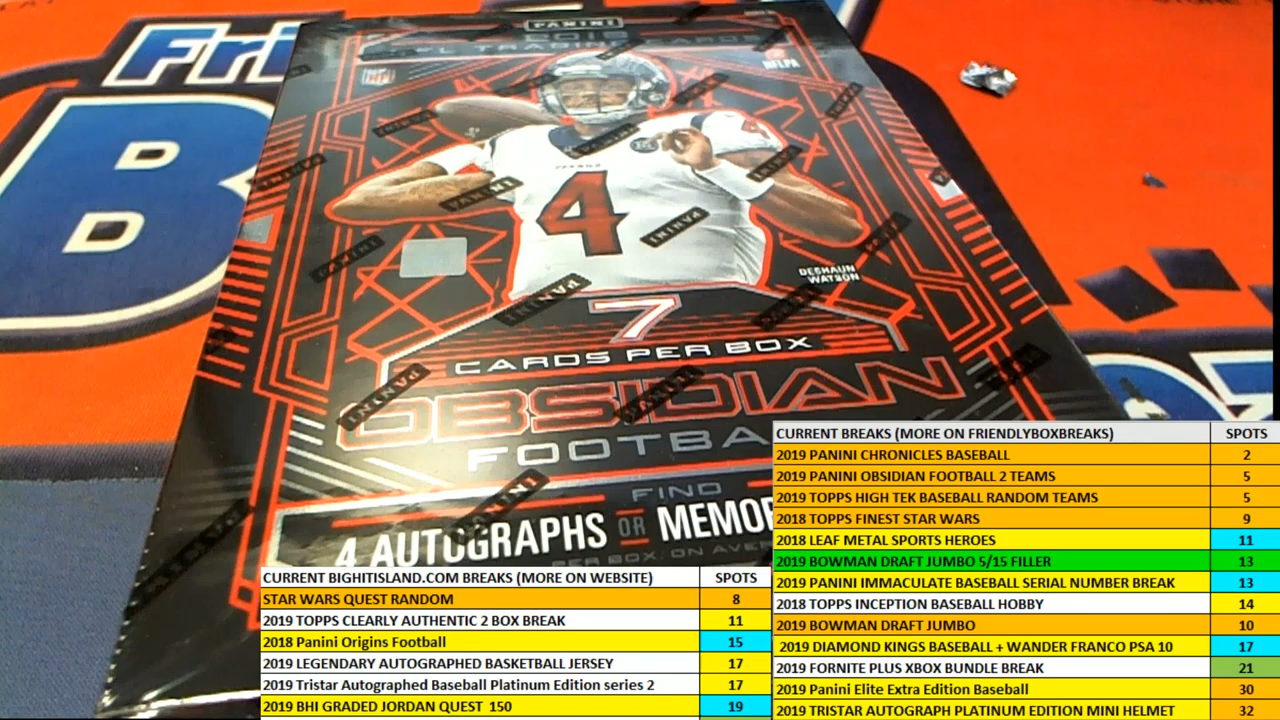 Fri
B
D
B
PANINI
2019
NFL TRADING CARDS
NFLPA
4
DESHAUN
WATSON
7
CARDS PER BOX
OBSIDIAN
FOOTBA
FIND
4 AUTOGRAPHS OR MEMOR
PER BOX, ON AVER
CURRENT BIGHITISLAND.COM BREAKS (MORE ON WEBSITE) SPOTS
STAR WARS QUEST RANDOM 8
2019 TOPPS CLEARLY AUTHENTIC 2 BOX BREAK 11
2018 Panini Origins Football 15
2019 LEGENDARY AUTOGRAPHED BASKETBALL JERSEY 17
2019 Tristar Autographed Baseball Platinum Edition series 2 17
2019 BHI GRADED JORDAN QUEST 150 19
CURRENT BREAKS (MORE ON FRIENDLYBOXBREAKS) SPOTS
2019 PANINI CHRONICLES BASEBALL 2
2019 PANINI OBSIDIAN FOOTBALL 2 TEAMS 5
2019 TOPPS HIGH TEK BASEBALL RANDOM TEAMS 5
2018 TOPPS FINEST STAR WARS 9
2018 LEAF METAL SPORTS HEROES 11
2019 BOWMAN DRAFT JUMBO 5/15 FILLER 13
2019 PANINI IMMACULATE BASEBALL SERIAL NUMBER BREAK 13
2018 TOPPS INCEPTION BASEBALL HOBBY 14
2019 BOWMAN DRAFT JUMBO 10
2019 DIAMOND KINGS BASEBALL + WANDER FRANCO PSA 10 17
2019 FORNITE PLUS XBOX BUNDLE BREAK 21
2019 Panini Elite Extra Edition Baseball 30
2019 TRISTAR AUTOGRAPH PLATINUM EDITION MINI HELMET 32